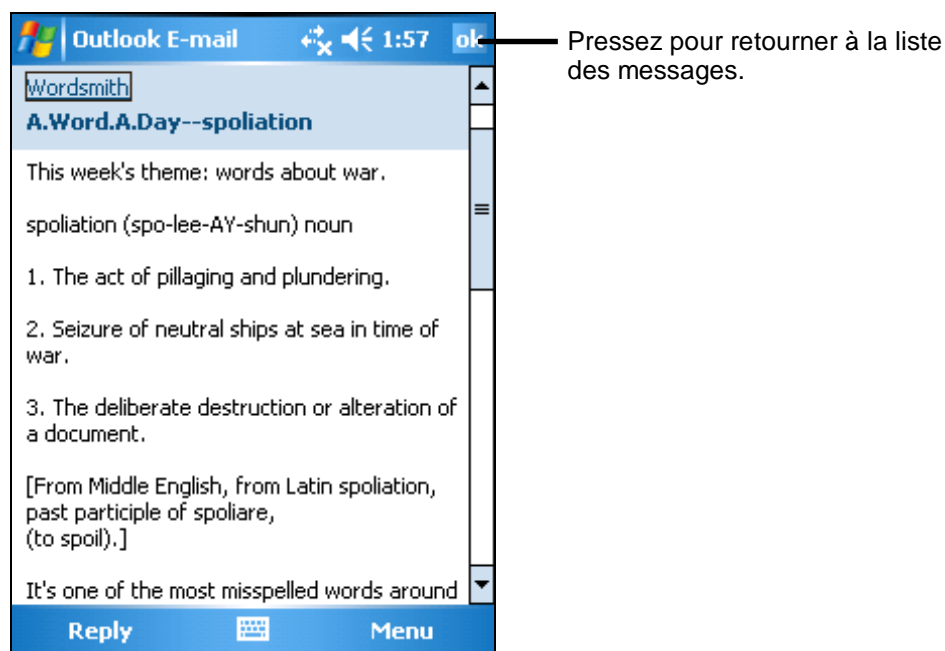 Outlook E-mail 1:57 ok
Pressez pour retourner à la liste
des messages.
Wordsmith
A.Word.A.Day--spoliation
This week's theme: words about war.
spoliation (spo-lee-AY-shun) noun
1. The act of pillaging and plundering.
2. Seizure of neutral ships at sea in time of
war.
3. The deliberate destruction or alteration of
a document.
[From Middle English, from Latin spoliation,
past participle of spoliare,
(to spoil).]
It's one of the most misspelled words around
Reply Menu